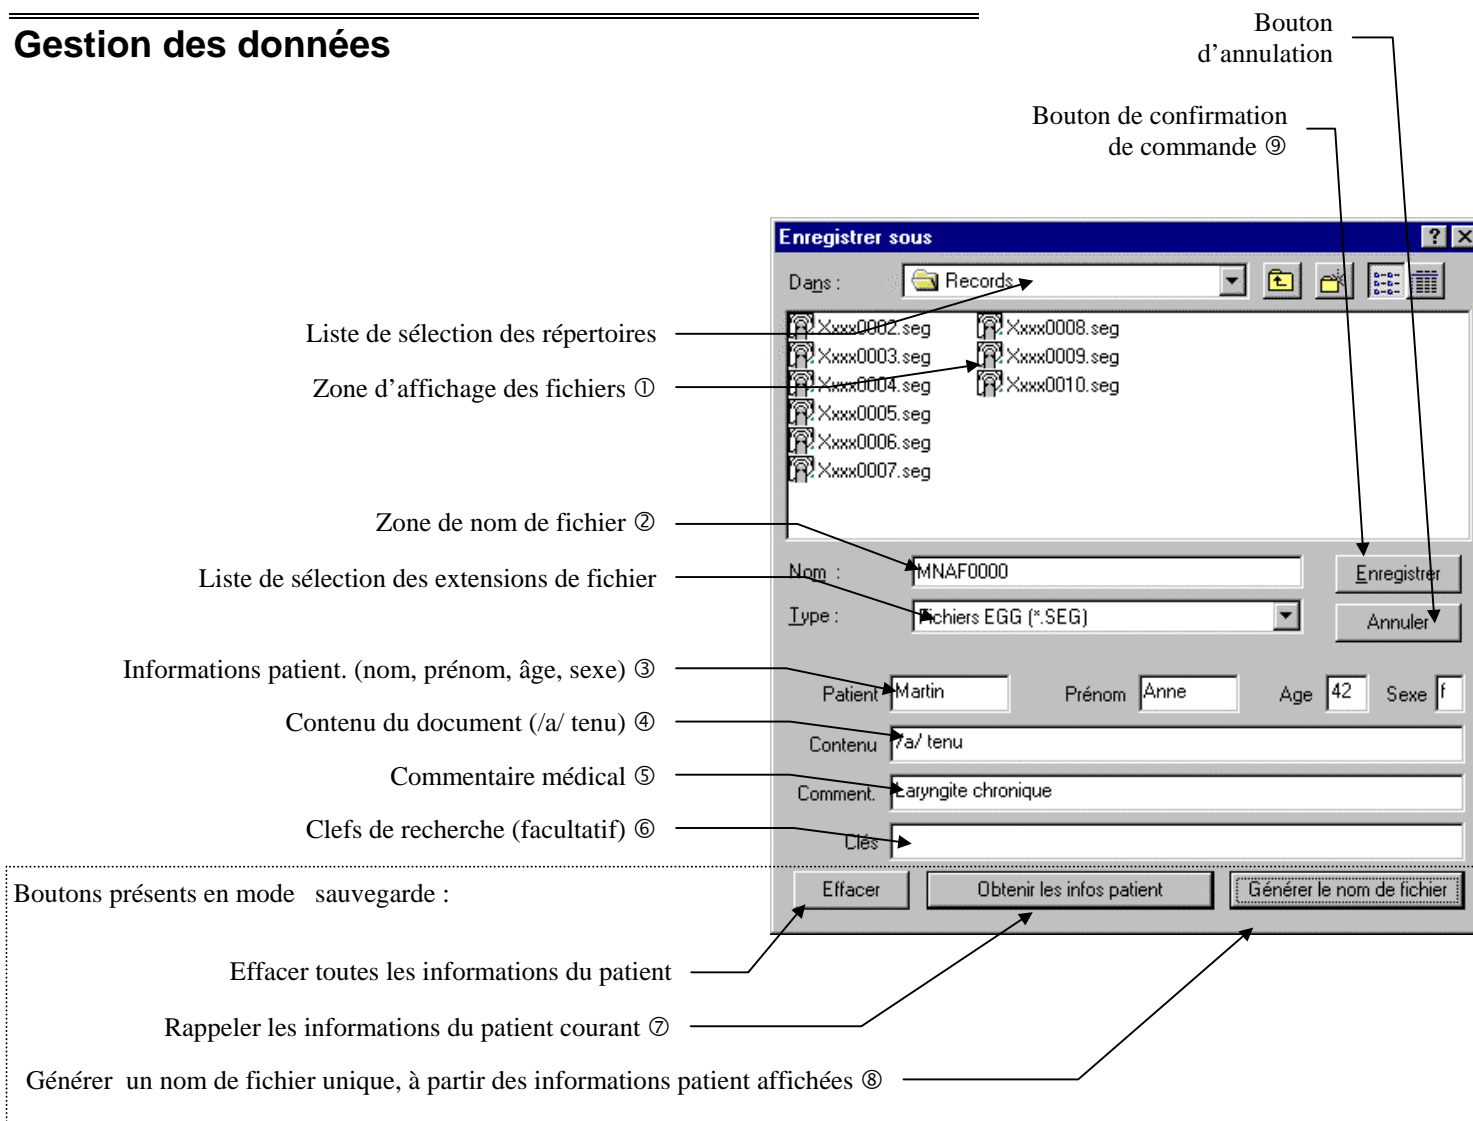 Gestion des données
Bouton
d’annulation
Bouton de confirmation
de commande ⑨
Enregistrer sous
Dans :
Records
Liste de sélection des répertoires
Zone d’affichage des fichiers ①
Xxxx0002.seg
Xxxx0003.seg
Xxxx0004.seg
Xxxx0005.seg
Xxxx0006.seg
Xxxx0007.seg
Xxxx0008.seg
Xxxx0009.seg
Xxxx0010.seg
Zone de nom de fichier ②
Nom :
MNAF0000
Enregistrer
Liste de sélection des extensions de fichier
Type :
Fichiers EGG (*.SEG)
Annuler
Informations patient. (nom, prénom, âge, sexe) ③
Patient Martin Prénom Anne Age 42 Sexe f
Contenu du document (/a/ tenu) ④
Contenu /a/ tenu
Commentaire médical ⑤
Comment. Laryngite chronique
Clefs de recherche (facultatif) ⑥
Clés
Boutons présents en mode sauvegarde :
Effacer
Obtenir les infos patient
Générer le nom de fichier
Effacer toutes les informations du patient
Rappeler les informations du patient courant ⑦
Générer un nom de fichier unique, à partir des informations patient affichées ⑧